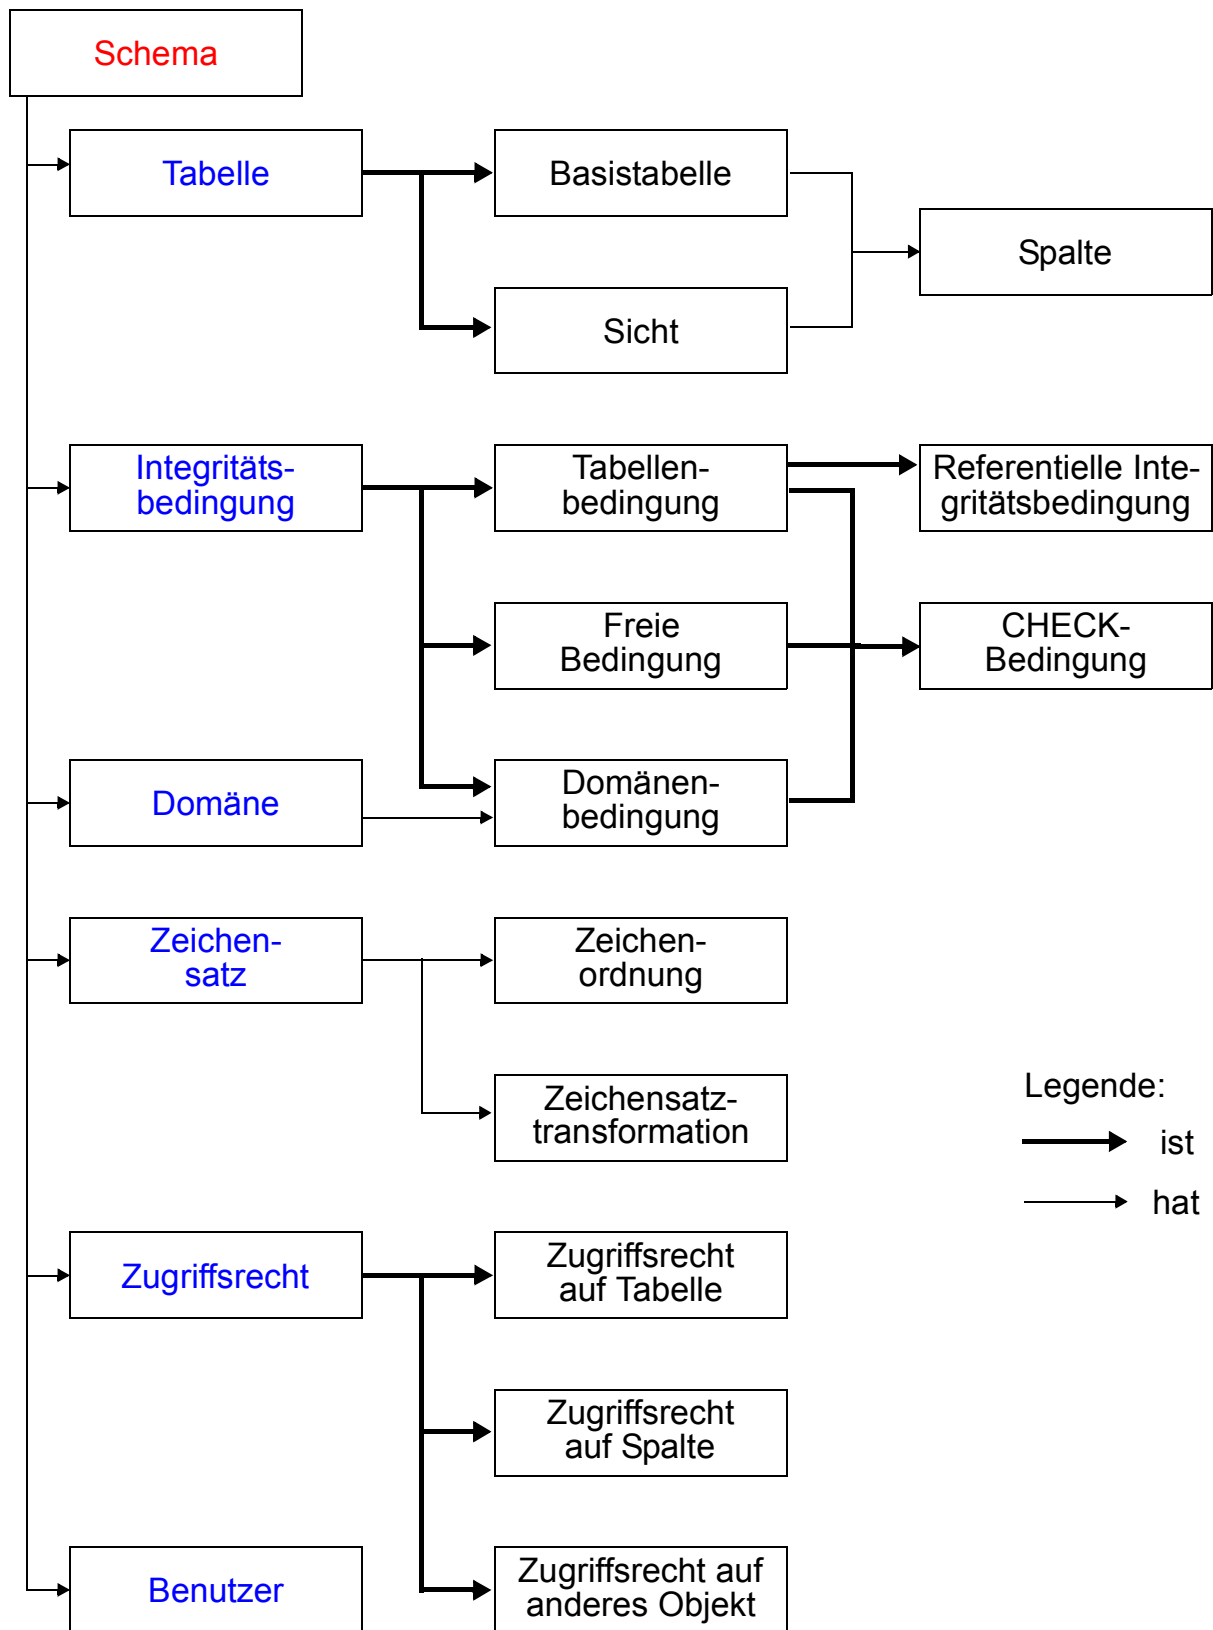 Schema
Tabelle
Basistabelle
Spalte
Sicht
Integritäts-
bedingung
Tabellen-
bedingung
Referentielle Inte-
gritätsbedingung
Freie
Bedingung
CHECK-
Bedingung
Domäne
Domänen-
bedingung
Zeichen-
satz
Zeichen-
ordnung
Zeichensatz-
transformation
Legende:
ist
hat
Zugriffsrecht
Zugriffsrecht
auf Tabelle
Zugriffsrecht
auf Spalte
Benutzer
Zugriffsrecht auf
anderes Objekt